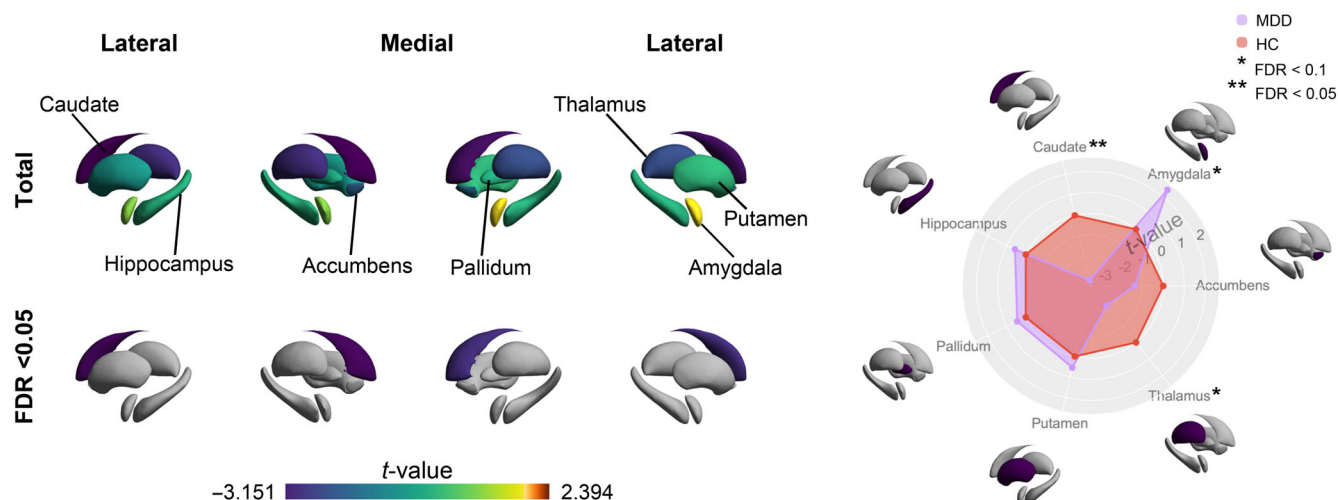 Lateral
Medial
Lateral
Total
Caudate
Thalamus
Hippocampus
Accumbens
Pallidum
Putamen
Amygdala
FDR <0.05
t-value
−3.151
2.394
MDD
HC
* FDR < 0.1
** FDR < 0.05
Caudate **
Amygdala *
Hippocampus
t-value
-3 -2 -1 0 1 2
Accumbens
Pallidum
Thalamus *
Putamen